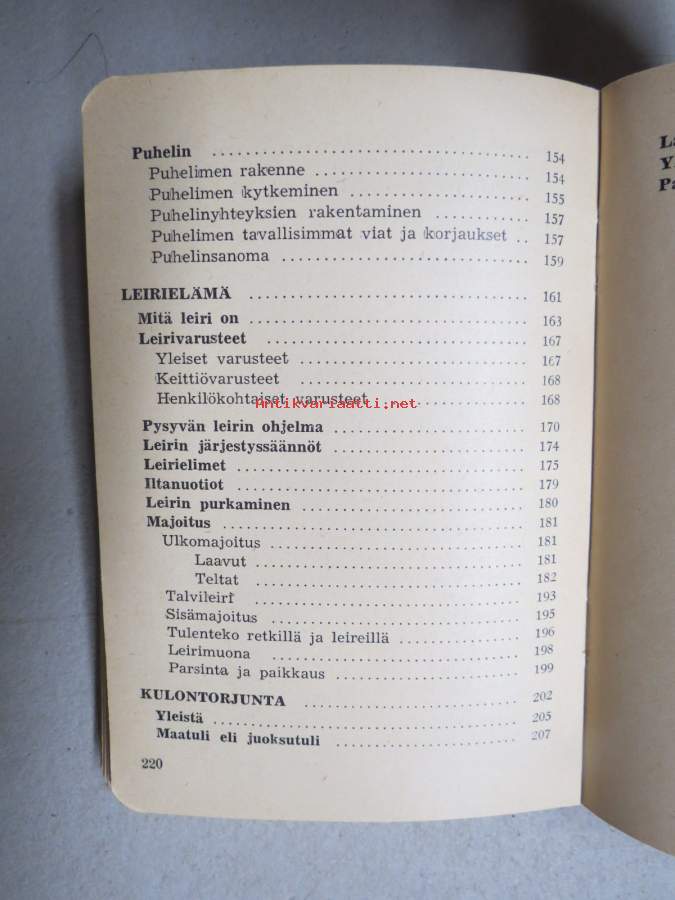 Puhelin ..... 154
Puhelimen rakenne ..... 154
Puhelimen kytkeminen ..... 155
Puhelinyhteyksien rakentaminen ..... 157
Puhelimen tavallisimmat viat ja korjaukset .. 157
Puhelinsanoma ..... 159
LEIRIELÄMÄ ..... 161
Mitä leiri on ..... 163
Leirivarusteet ..... 167
Yleiset varusteet ..... 167
Keittiövarusteet ..... 168
Henkilökohtaiset varusteet ..... 168
Antikvariaatti.net
Pysyvän leirin ohjelma ..... 170
Leirin järjestyssäännöt ..... 174
Leirielimet ..... 175
Iltanuotiot ..... 179
Leirin purkaminen ..... 180
Majoitus ..... 181
Ulkomajoitus ..... 181
Laavut ..... 181
Teltat ..... 182
Talvileiri ..... 193
Sisämajoitus ..... 195
Tulenteko retkillä ja leireillä ..... 196
Leirimuona ..... 198
Parsinta ja paikkaus ..... 199
KULONTORJUNTA ..... 202
Yleistä ..... 205
Maatuli eli juoksutuli ..... 207
220